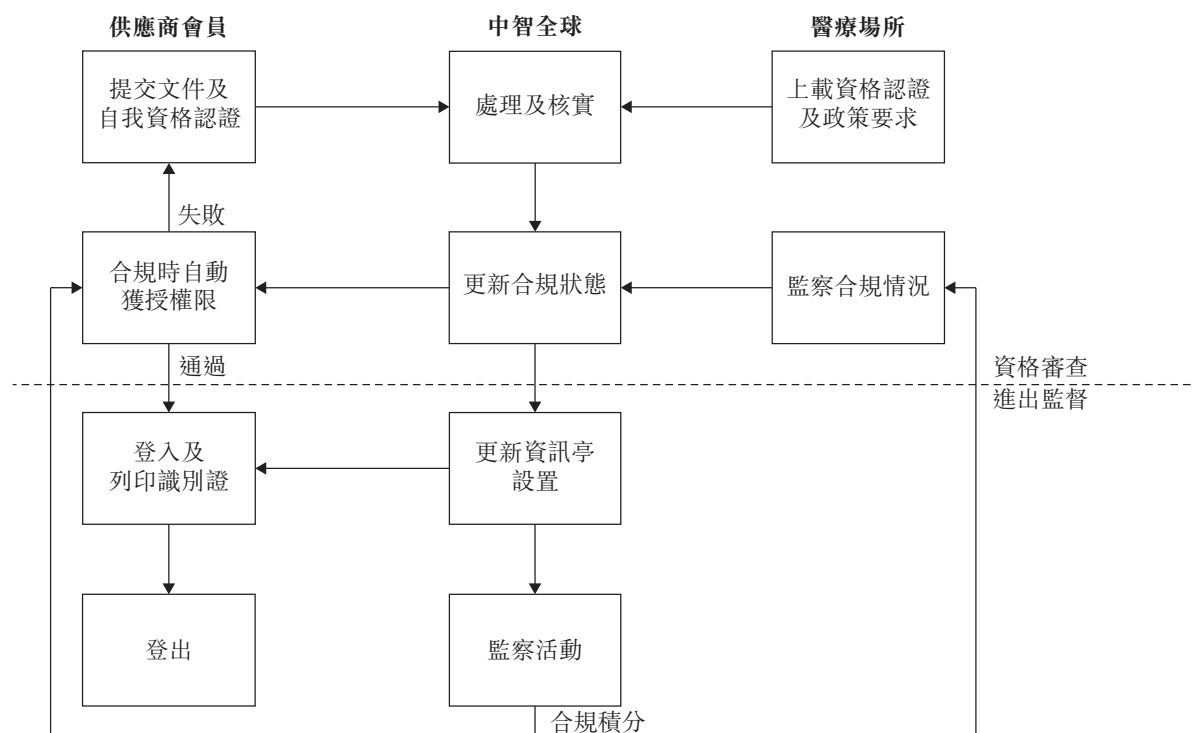 供應商會員
中智全球
醫療場所
提交文件及
自我資格認證
處理及核實
上載資格認證
及政策要求
失敗
合規時自動
獲授權限
更新合規狀態
監察合規情況
通過
資格審查
進出監督
登入及
列印識別證
更新資訊亭
設置
登出
監察活動
合規積分